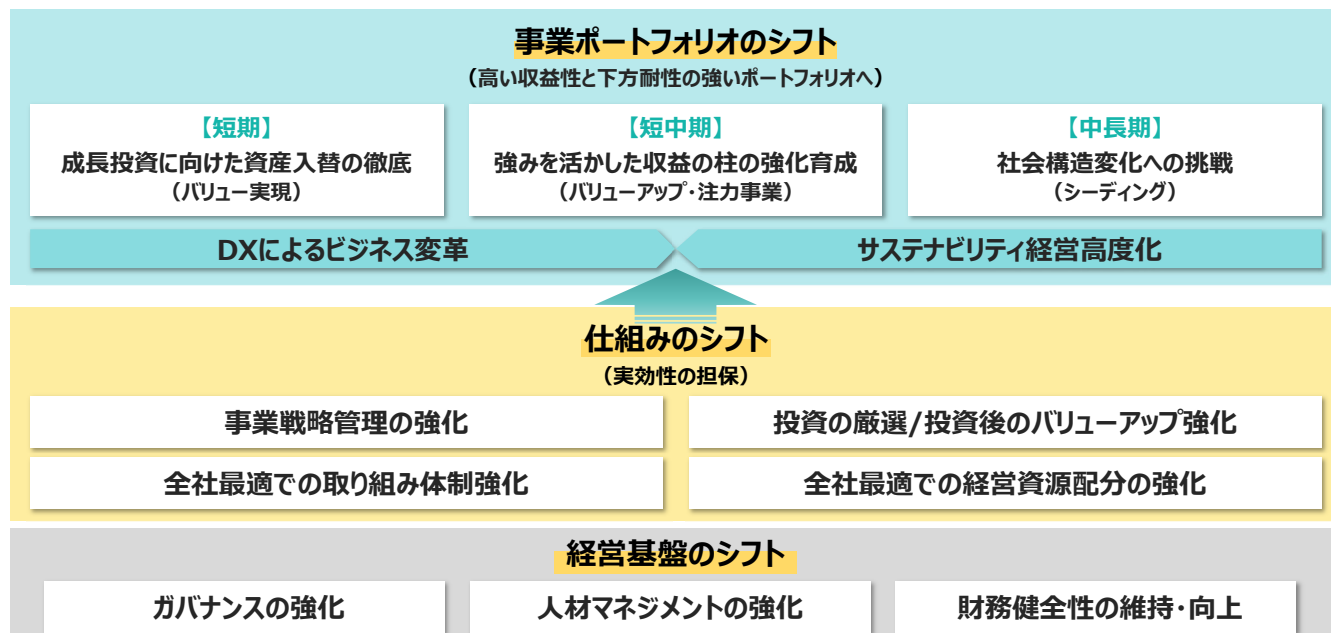 事業ポートフォリオのシフト
（高い収益性と下方耐性の強いポートフォリオへ）
【短期】
成長投資に向けた資産入替の徹底
（バリュー実現）
【短中期】
強みを活かした収益の柱の強化育成
（バリューアップ・注力事業）
【中長期】
社会構造変化への挑戦
（シーディング）
DXによるビジネス変革
サステナビリティ経営高度化
仕組みのシフト
（実効性の担保）
事業戦略管理の強化
投資の厳選/投資後のバリューアップ強化
全社最適での取り組み体制強化
全社最適での経営資源配分の強化
経営基盤のシフト
ガバナンスの強化
人材マネジメントの強化
財務健全性の維持・向上